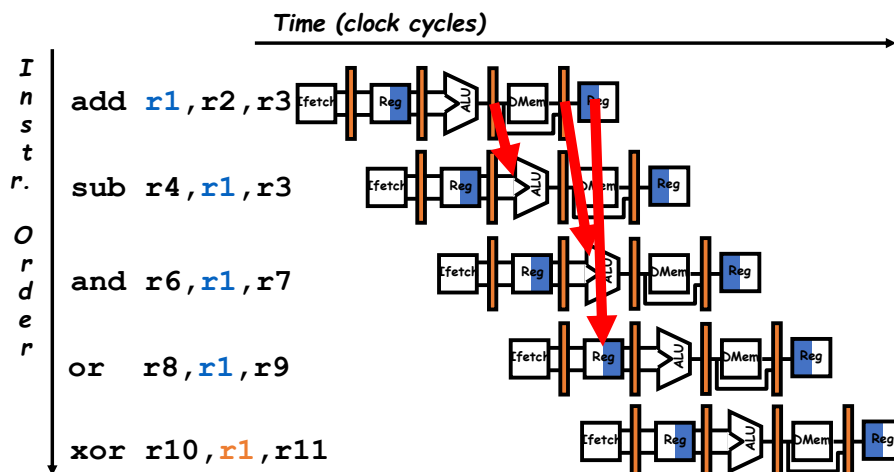 Time (clock cycles)
Instr. Order
add r1,r2,r3 Ifetch Reg ALU DMem Reg
sub r4,r1,r3 Ifetch Reg ALU DMem Reg
and r6,r1,r7 Ifetch Reg ALU DMem Reg
or r8,r1,r9 Ifetch Reg ALU DMem Reg
xor r10,r1,r11 Ifetch Reg ALU DMem Reg